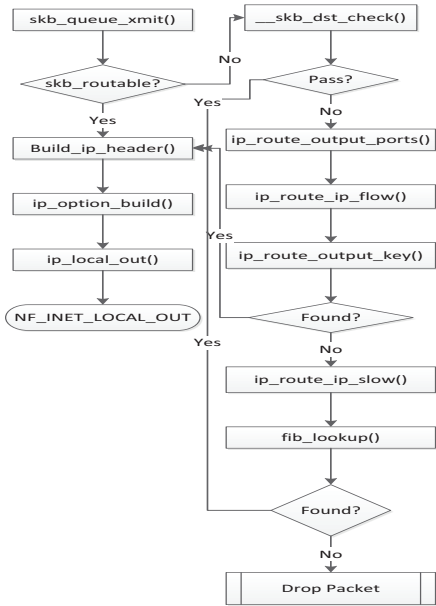 skb_queue_xmit()
__skb_dst_check()
No
skb_routable?
Pass?
Yes
Yes
No
Build_ip_header()
ip_route_output_ports()
ip_option_build()
ip_route_ip_flow()
Yes
ip_local_out()
ip_route_output_key()
NF_INET_LOCAL_OUT
Found?
Yes
No
ip_route_ip_slow()
fib_lookup()
Found?
No
Drop Packet